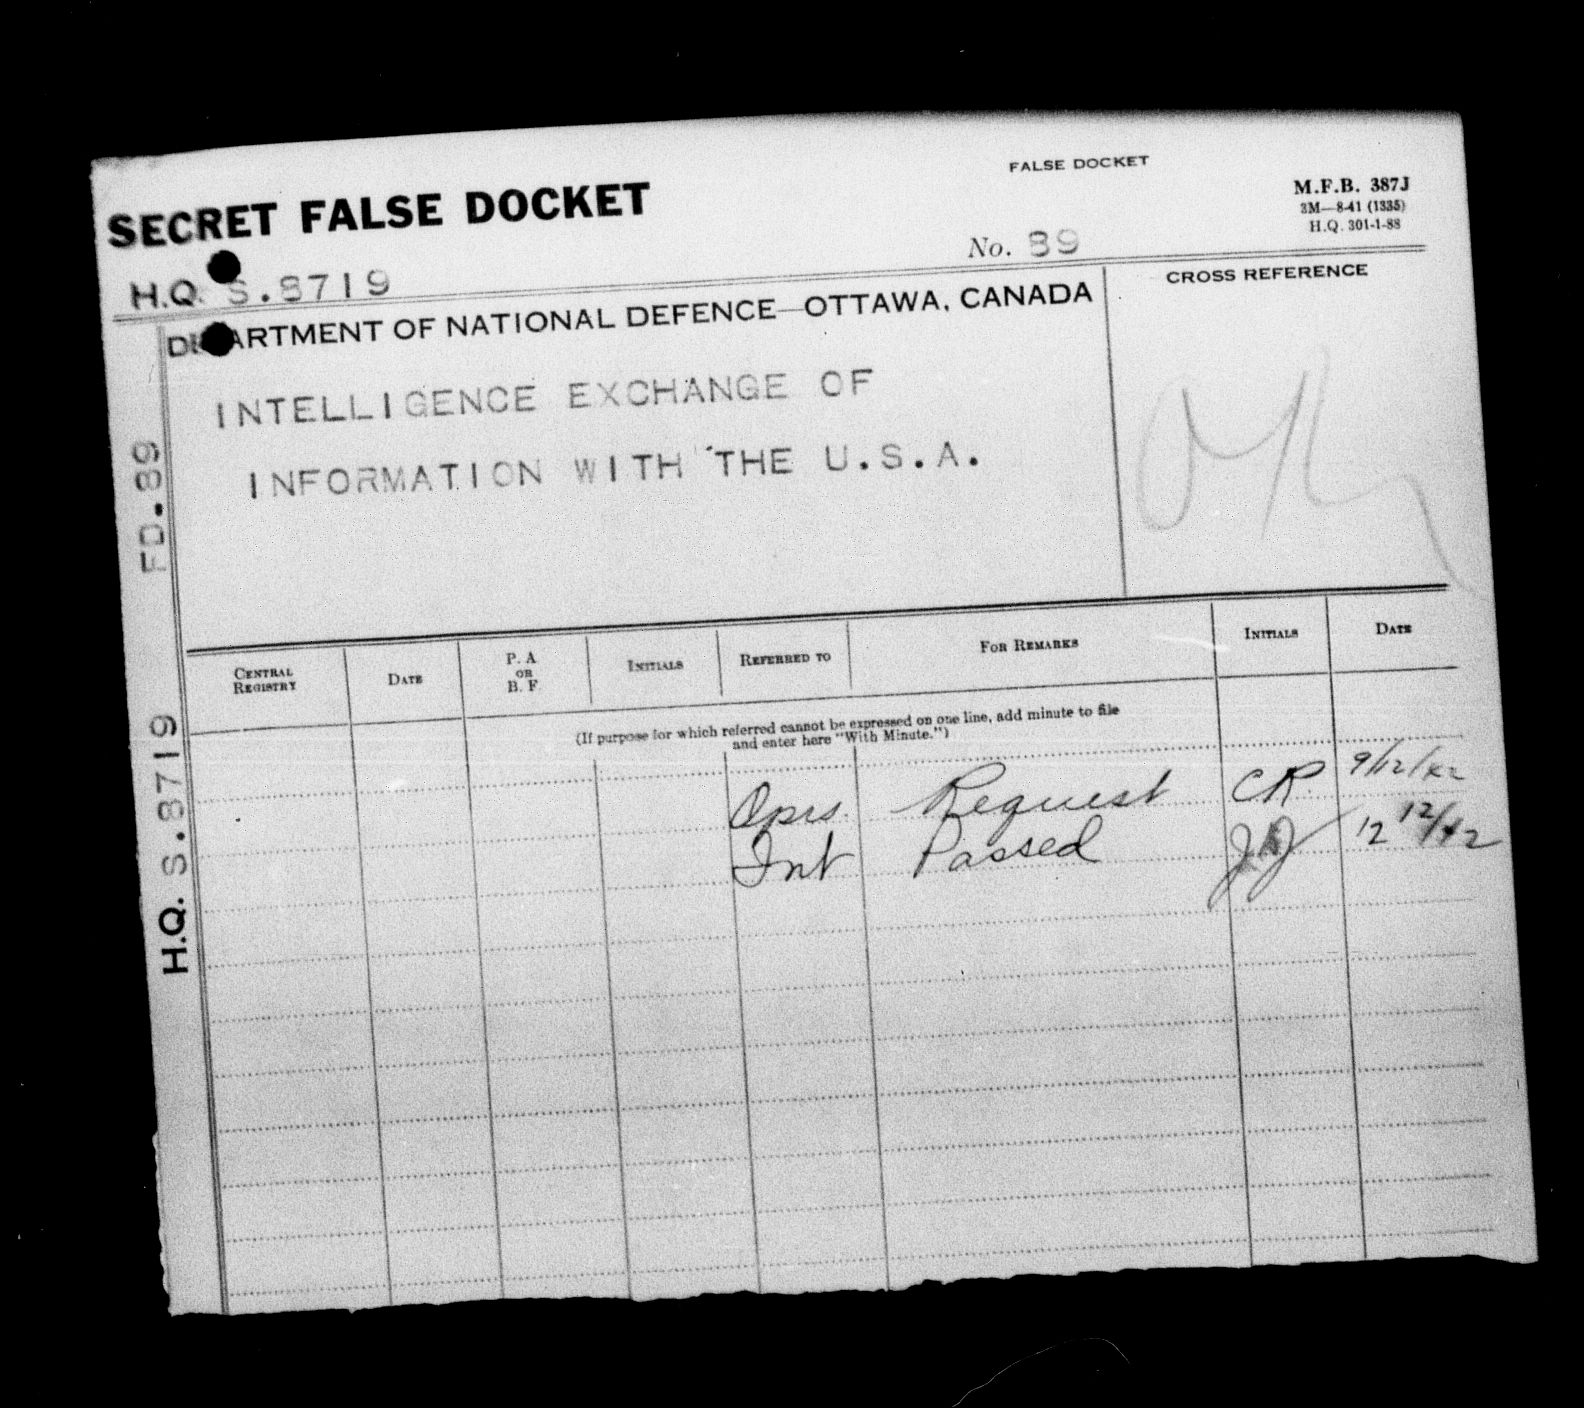 FALSE DOCKET
SECRET FALSE DOCKET
M.F.B. 387J
3M—8-41 (1335)
H.Q. 301-1-88
No. 89
H.Q. S.8719
CROSS REFERENCE
DEPARTMENT OF NATIONAL DEFENCE—OTTAWA, CANADA
INTELLIGENCE EXCHANGE OF
INFORMATION WITH THE U.S.A.
H.Q. S.8719 FD.89
CENTRAL REGISTRY DATE P. A OR B. F INITIALS REFERRED TO FOR REMARKS INITIALS DATE
(If purpose for which referred cannot be expressed on one line, add minute to file
and enter here "With Minute.")
Oprs. Request CR 9/12/42
Int Passed 12 12/42